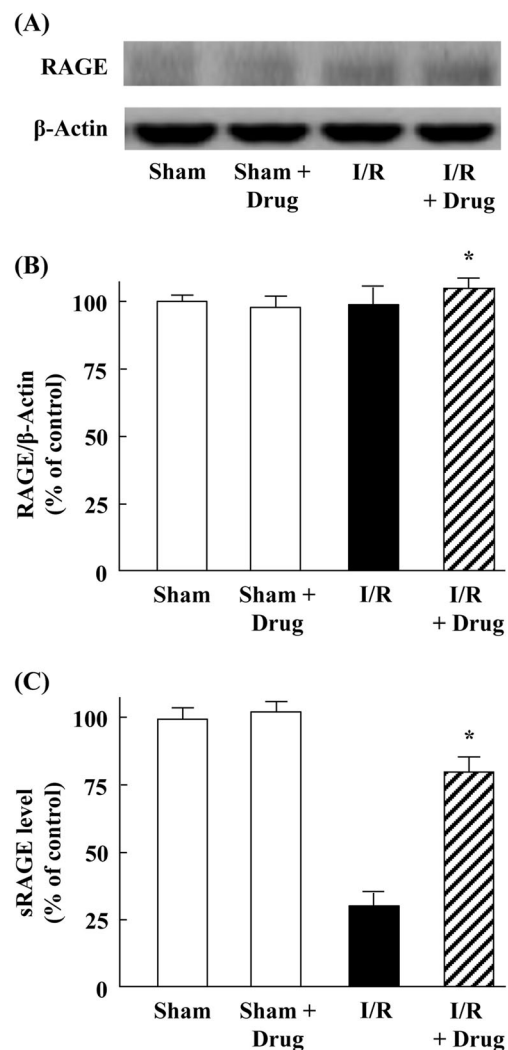 (A)
RAGE
β-Actin
Sham
Sham +
Drug
I/R
I/R
+ Drug
(B)
RAGE/β-Actin
(% of control)
100
75
50
25
0
*
Sham
Sham +
Drug
I/R
I/R
+ Drug
(C)
sRAGE level
(% of control)
100
75
50
25
0
*
Sham
Sham +
Drug
I/R
I/R
+ Drug